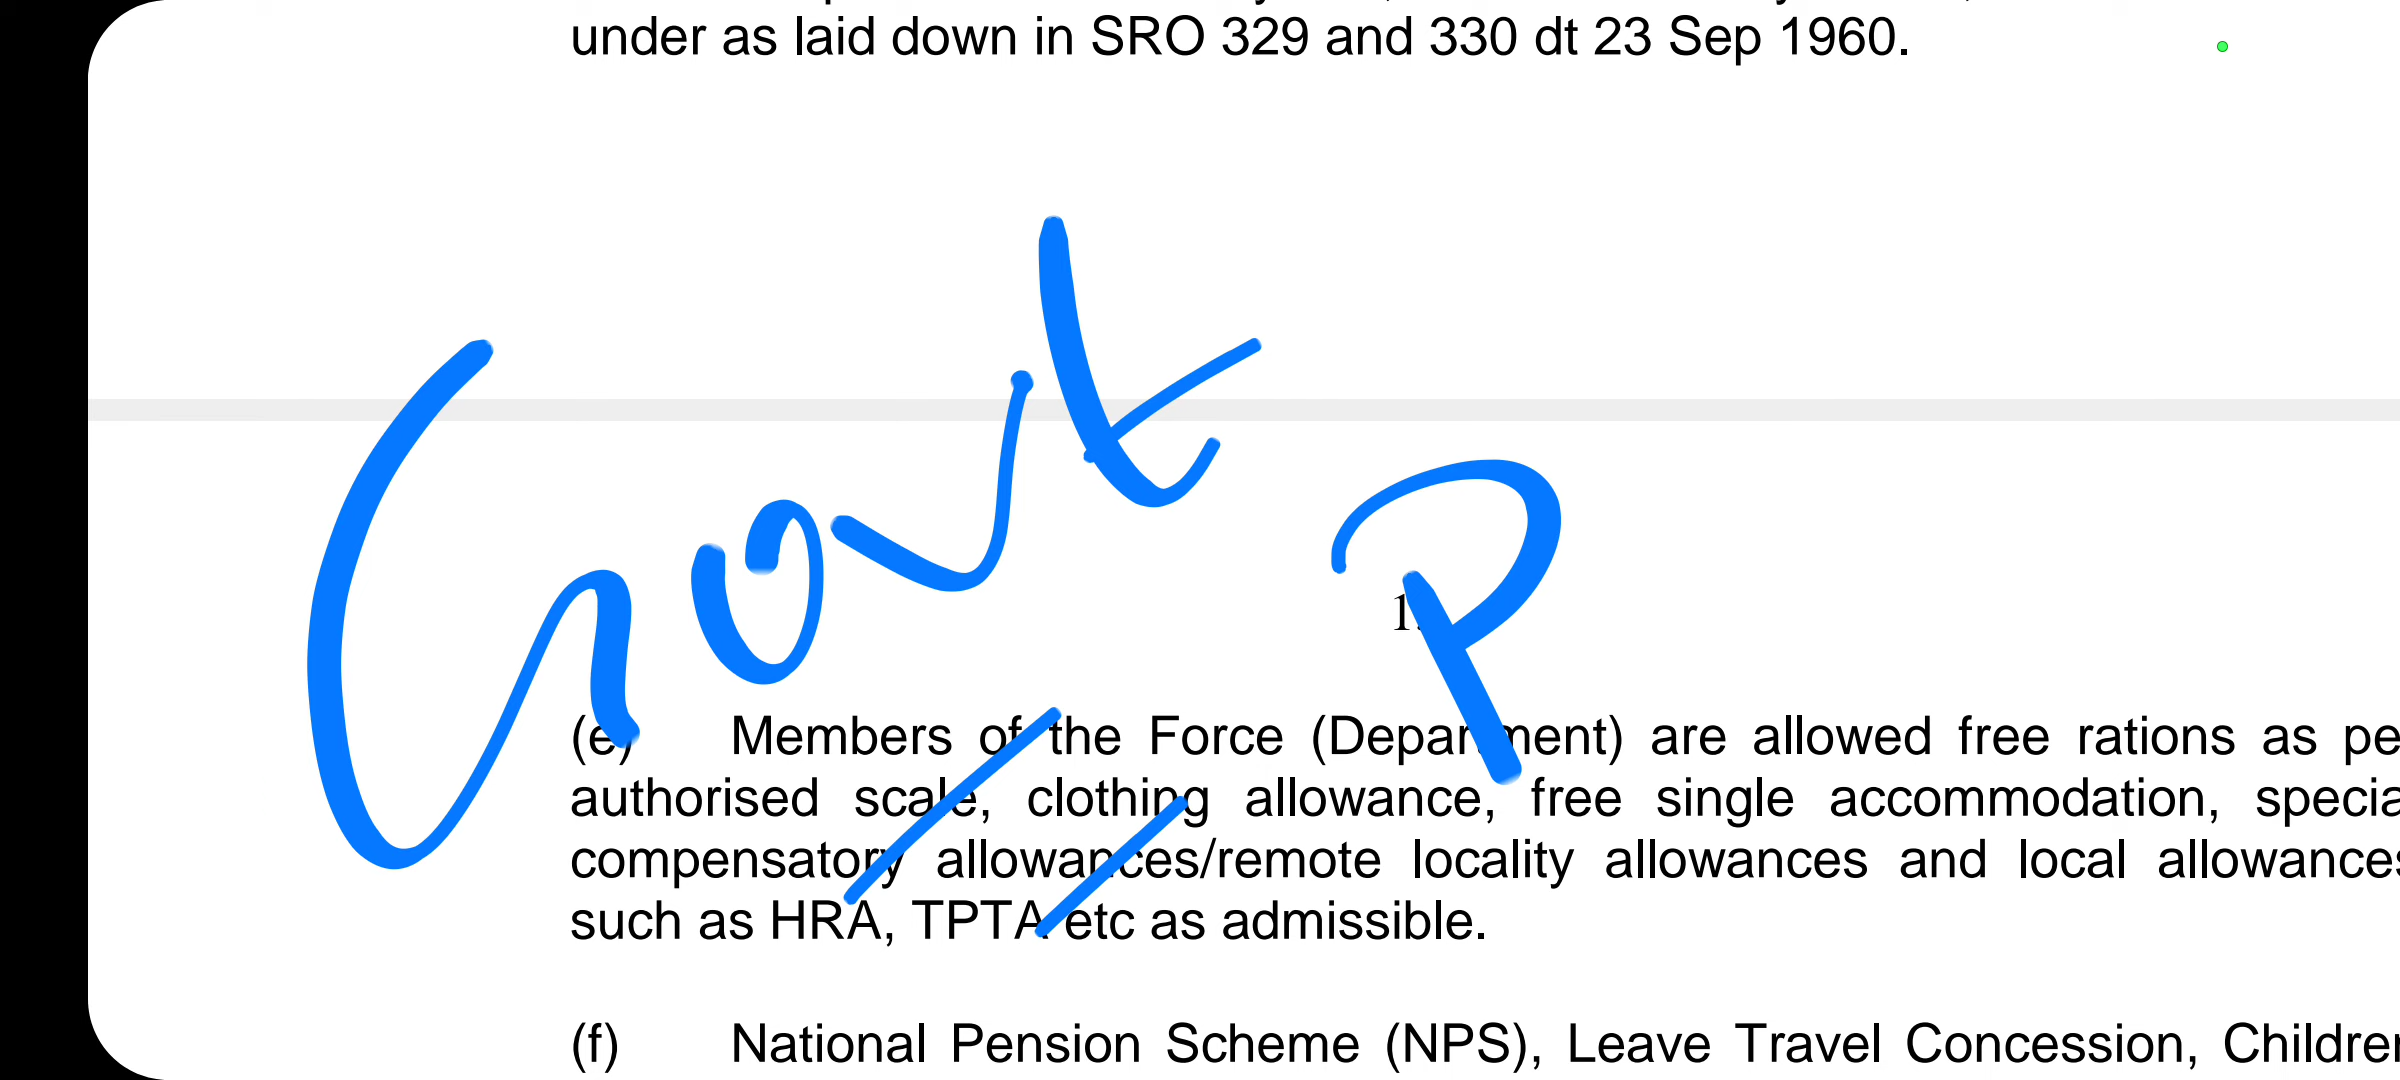 under as laid down in SRO 329 and 330 dt 23 Sep 1960.
Govt P
(e) Members of the Force (Department) are allowed free rations as pe
authorised scale, clothing allowance, free single accommodation, specia
compensatory allowances/remote locality allowances and local allowances
such as HRA, TPTA etc as admissible.
(f) National Pension Scheme (NPS), Leave Travel Concession, Children